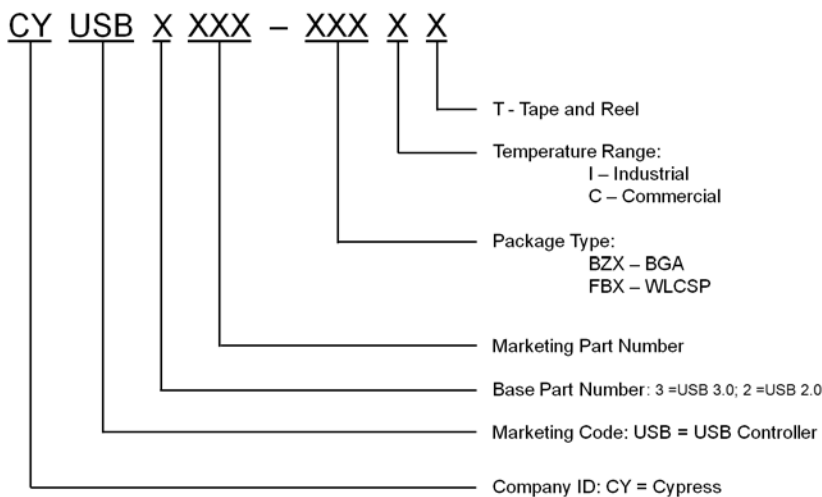 CY USB X XXX – XXX X X
T - Tape and Reel
Temperature Range:
I – Industrial
C – Commercial
Package Type:
BZX – BGA
FBX – WLCSP
Marketing Part Number
Base Part Number: 3 =USB 3.0; 2 =USB 2.0
Marketing Code: USB = USB Controller
Company ID: CY = Cypress